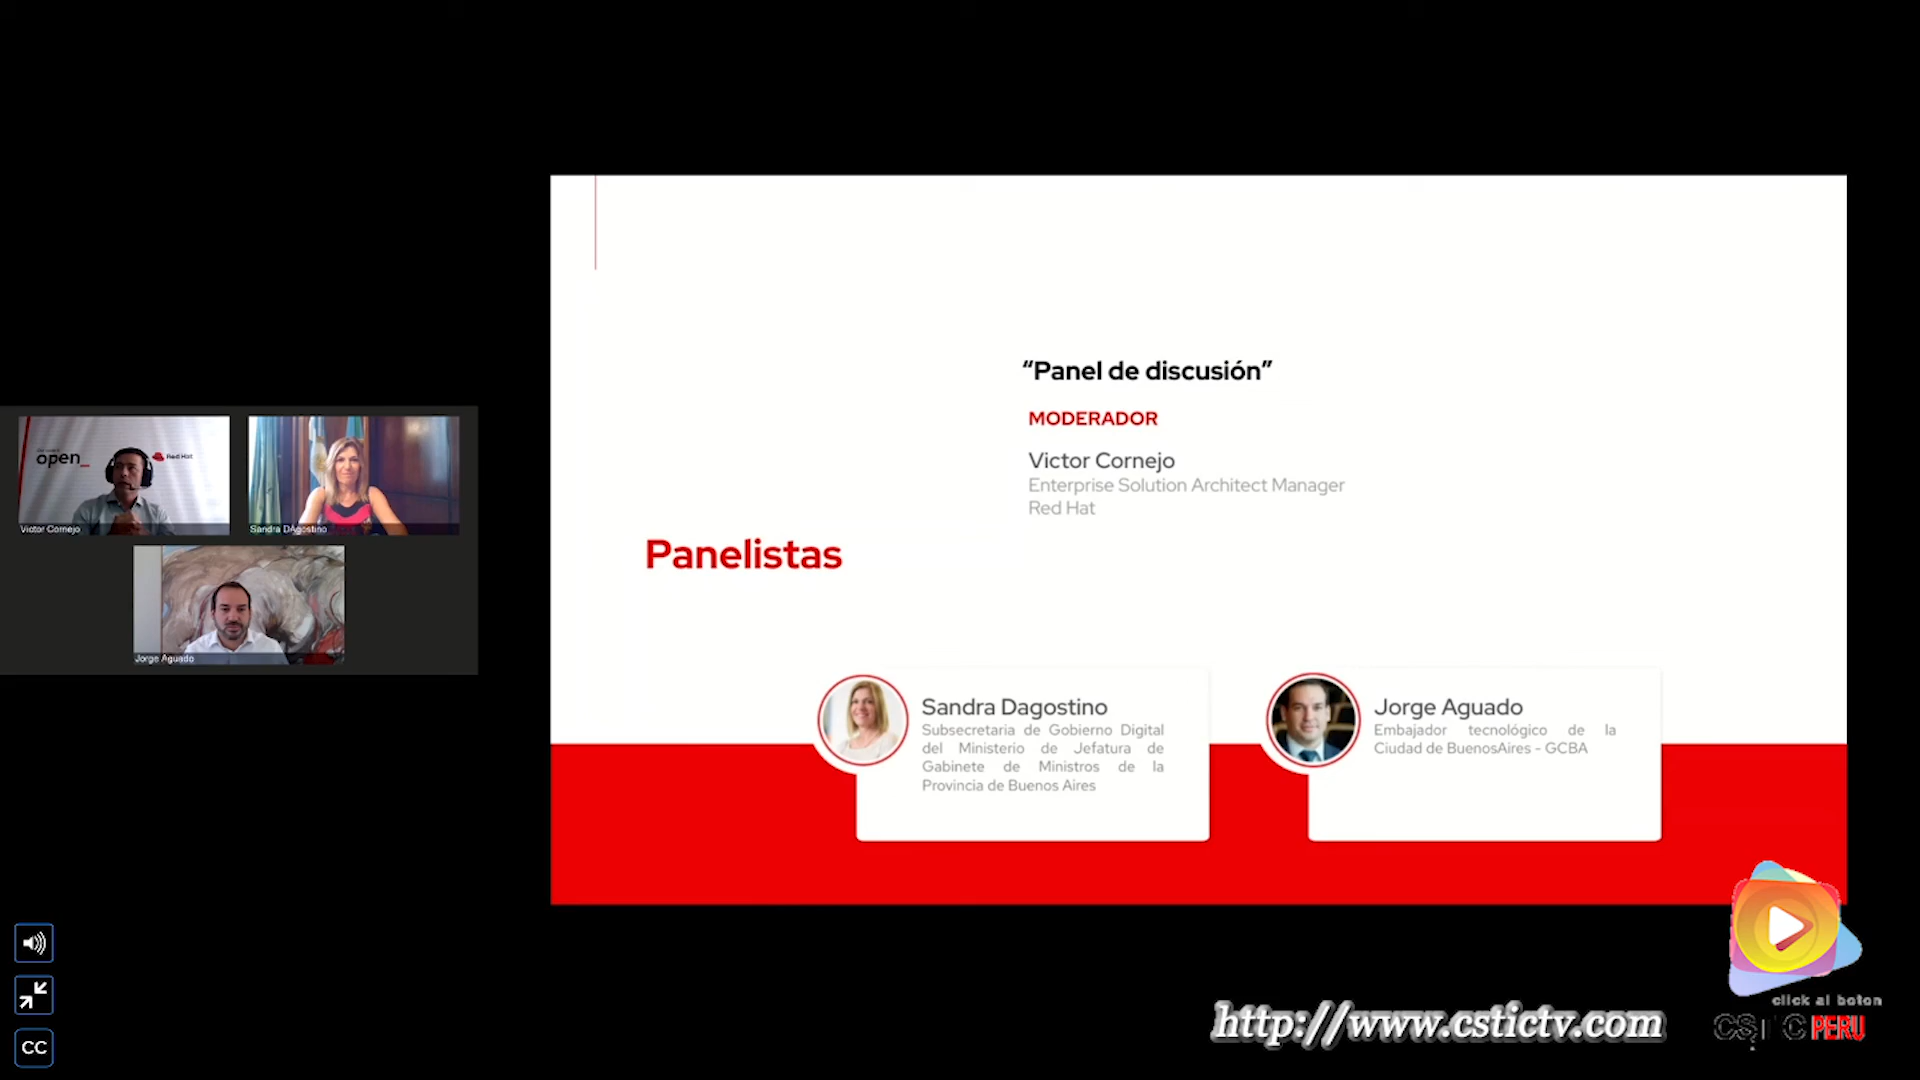 open_
Red Hat
Victor Cornejo
Sandra DAgostino
Jorge Aguado
“Panel de discusión”
MODERADOR
Victor Cornejo
Enterprise Solution Architect Manager
Red Hat
Panelistas
Sandra Dagostino
Subsecretaria de Gobierno Digital
del Ministerio de Jefatura de
Gabinete de Ministros de la
Provincia de Buenos Aires
Jorge Aguado
Embajador tecnológico de la
Ciudad de BuenosAires - GCBA
CC
http://www.cstictv.com
click al boton
CSTIC PERU